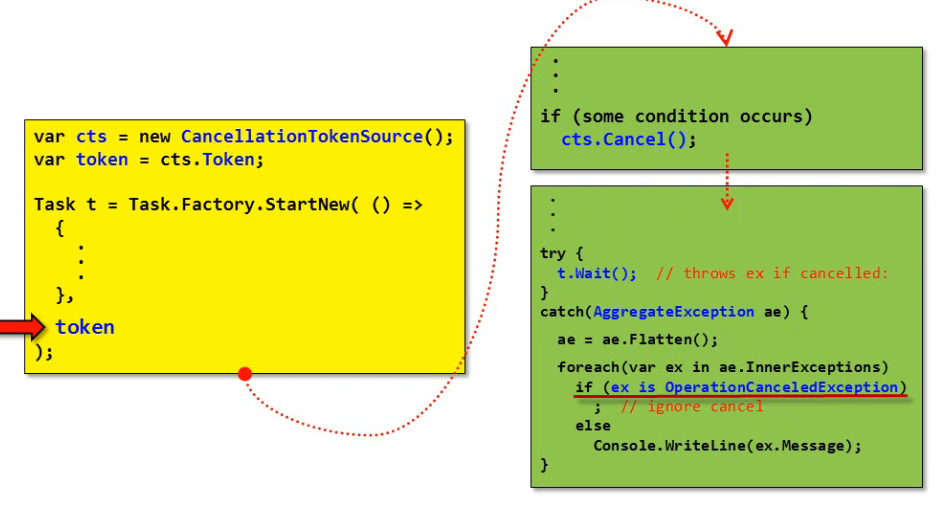 var cts = new CancellationTokenSource();
var token = cts.Token;
Task t = Task.Factory.StartNew( () =>
{
.
.
.
},
token
);
.
.
.
if (some condition occurs)
cts.Cancel();
.
.
.
try {
t.Wait(); // throws ex if cancelled:
}
catch(AggregateException ae) {
ae = ae.Flatten();
foreach(var ex in ae.InnerExceptions)
if (ex is OperationCanceledException)
; // ignore cancel
else
Console.WriteLine(ex.Message);
}